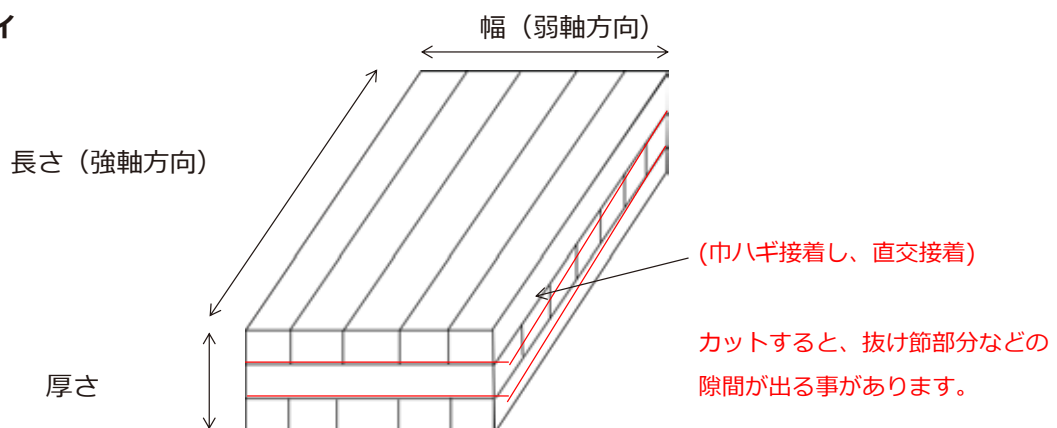 ィ
幅（弱軸方向）
長さ（強軸方向）
(巾ハギ接着し、直交接着)
カットすると、抜け節部分などの
隙間が出る事があります。
厚さ